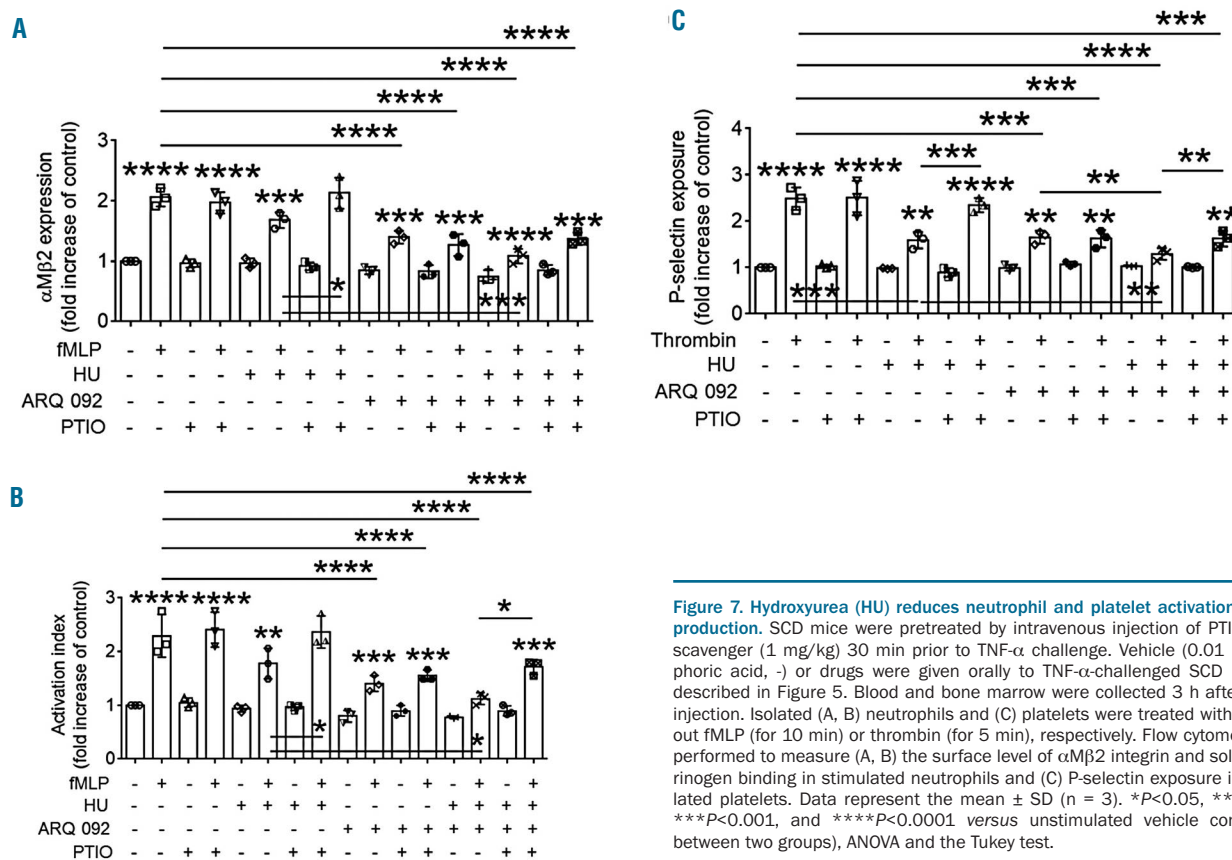 A
****
****
****
****
**** **** *** *** *** **** ***
* ***
αMβ2 expression
(fold increase of control)
3
2
1
0
fMLP - + - + - + - + - + - + - + - +
HU - - - - + + + + - - - - + + + +
ARQ 092 - - - - - - - - + + + + + + + +
PTIO - - + + - - + + - - + + - - + +
B
****
****
****
****
*
**** **** ** *** *** ***
* *
Activation index
(fold increase of control)
3
2
1
0
fMLP - + - + - + - + - + - + - + - +
HU - - - - + + + + - - - - + + + +
ARQ 092 - - - - - - - - + + + + + + + +
PTIO - - + + - - + + - - + + - - + +
C
***
****
***
***
*** ** **
**** **** ** **** ** ** **
*** **
P-selectin exposure
(fold increase of control)
4
3
2
1
0
Thrombin - + - + - + - + - + - + - + - +
HU - - - - + + + + - - - - + + + +
ARQ 092 - - - - - - - - + + + + + + + +
PTIO - - + + - - + + - - + + - - + +
Figure 7. Hydroxyurea (HU) reduces neutrophil and platelet activation
production. SCD mice were pretreated by intravenous injection of PTI
scavenger (1 mg/kg) 30 min prior to TNF-α challenge. Vehicle (0.01
phoric acid, -) or drugs were given orally to TNF-α-challenged SCD
described in Figure 5. Blood and bone marrow were collected 3 h afte
injection. Isolated (A, B) neutrophils and (C) platelets were treated with
out fMLP (for 10 min) or thrombin (for 5 min), respectively. Flow cytome
performed to measure (A, B) the surface level of αMβ2 integrin and sol
rinogen binding in stimulated neutrophils and (C) P-selectin exposure i
lated platelets. Data represent the mean ± SD (n = 3). *P<0.05, **
***P<0.001, and ****P<0.0001 versus unstimulated vehicle con
between two groups), ANOVA and the Tukey test.